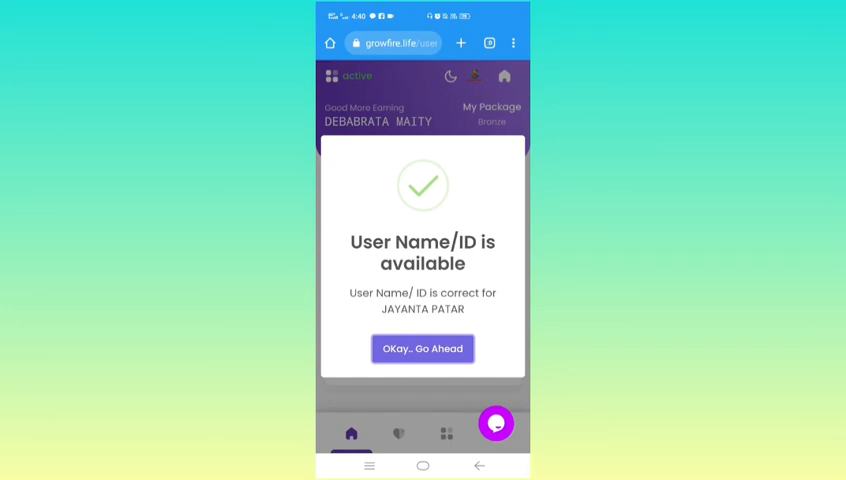 4:40
growfire.life/user
active
Good More Earning
My Package
DEBABRATA MAITY
Bronze
User Name/ID is
available
User Name/ ID is correct for
JAYANTA PATAR
OKay.. Go Ahead